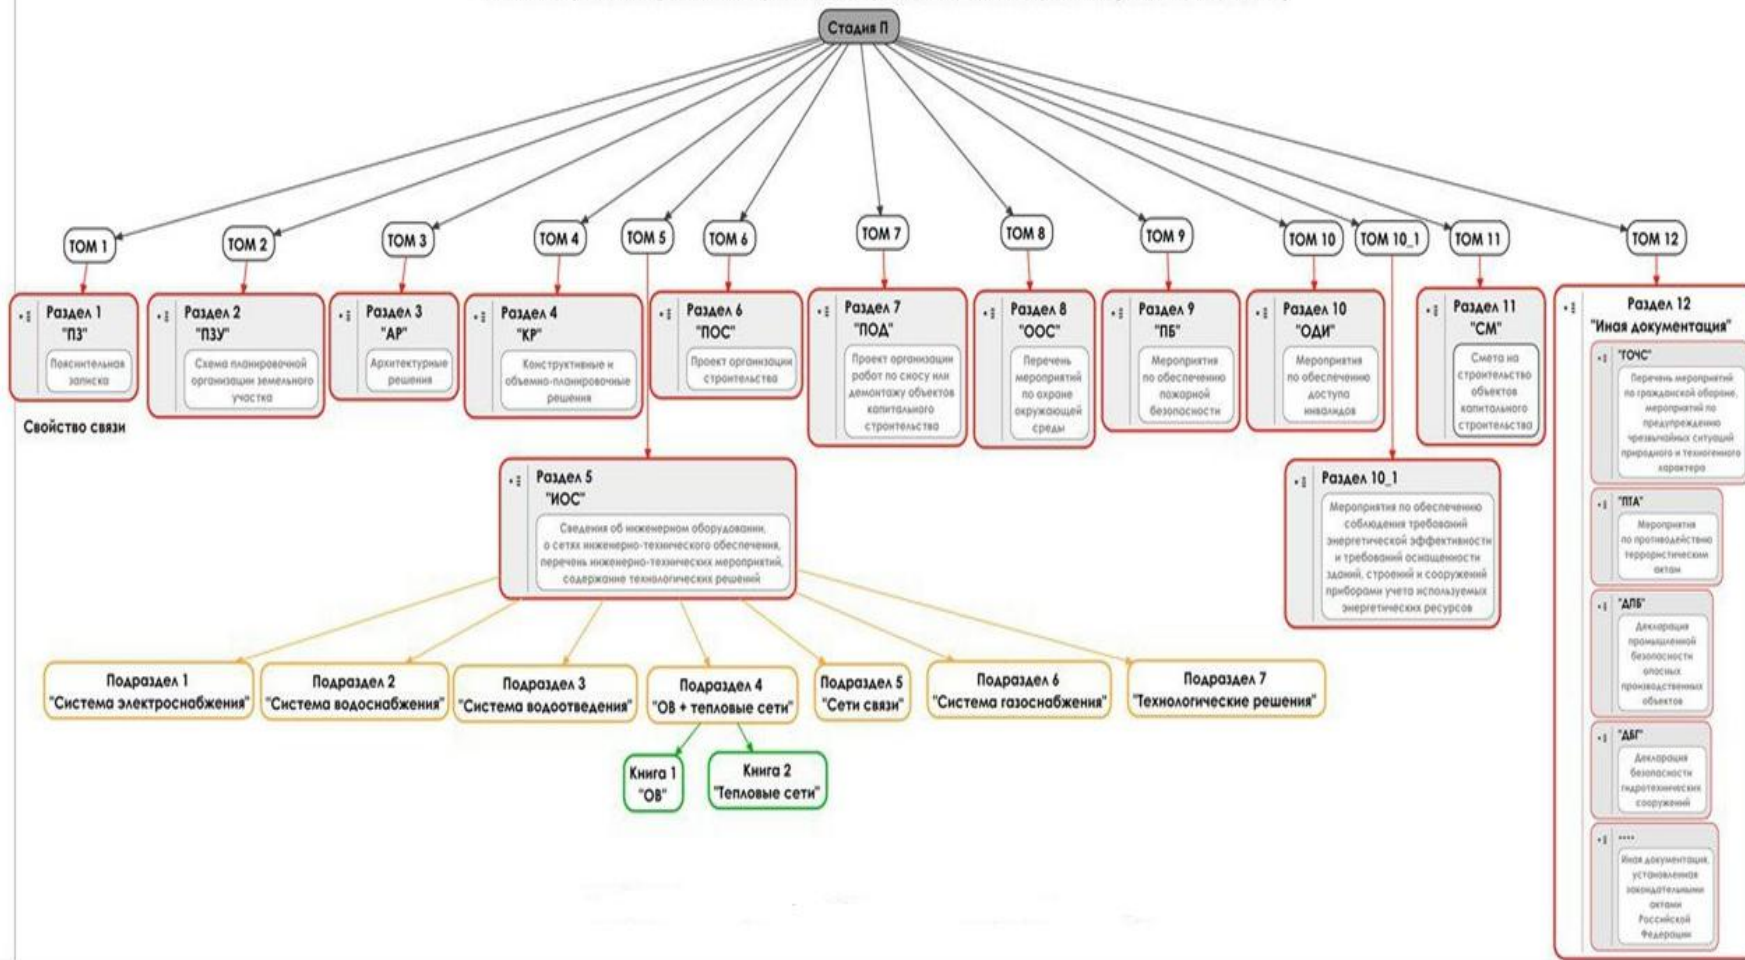 Стадия П
ТОМ 1
ТОМ 2
ТОМ 3
ТОМ 4
ТОМ 5
ТОМ 6
ТОМ 7
ТОМ 8
ТОМ 9
ТОМ 10
ТОМ 10_1
ТОМ 11
ТОМ 12
Раздел 1
"ПЗ"
Пояснительная
записка
Раздел 2
"ПЗУ"
Схема планировочной
организации земельного
участка
Раздел 3
"АР"
Архитектурные
решения
Раздел 4
"КР"
Конструктивные и
объемно-планировочные
решения
Раздел 6
"ПОС"
Проект организации
строительства
Раздел 7
"ПОД"
Проект организации
работ по сносу или
демонтажу объектов
капитального
строительства
Раздел 8
"ООС"
Перечень
мероприятий
по охране
окружающей
среды
Раздел 9
"ПБ"
Мероприятия
по обеспечению
пожарной
безопасности
Раздел 10
"ОДИ"
Мероприятия
по обеспечению
доступа
инвалидов
Раздел 11
"СМ"
Смета на
строительство
объектов
капитального
строительства
Раздел 12
"Иная документация"
"ГОЧС"
Перечень мероприятий
по гражданской обороне,
мероприятий по
предупреждению
чрезвычайных ситуаций
природного и техногенного
характера
"ПТА"
Мероприятия
по противодействию
террористическим
актам
"ДПБ"
Декларация
промышленной
безопасности
опасных
производственных
объектов
"ДБГ"
Декларация
безопасности
гидротехнических
сооружений
....
Иная документация,
установленная
законодательными
актами
Российской
Федерации
Свойство связи
Раздел 5
"ИОС"
Сведения об инженерном оборудовании,
о сетях инженерно-технического обеспечения,
перечень инженерно-технических мероприятий,
содержание технологических решений
Раздел 10_1
Мероприятия по обеспечению
соблюдения требований
энергетической эффективности
и требований оснащенности
зданий, строений и сооружений
приборами учета используемых
энергетических ресурсов
Подраздел 1
"Система электроснабжения"
Подраздел 2
"Система водоснабжения"
Подраздел 3
"Система водоотведения"
Подраздел 4
"ОВ + тепловые сети"
Подраздел 5
"Сети связи"
Подраздел 6
"Система газоснабжения"
Подраздел 7
"Технологические решения"
Книга 1
"ОВ"
Книга 2
"Тепловые сети"